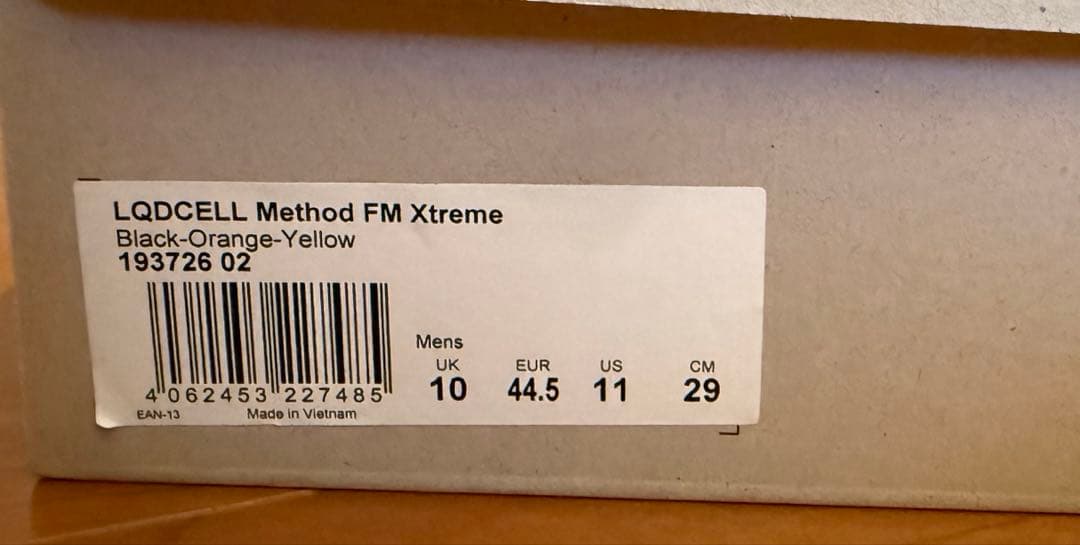 LQDCELL Method FM Xtreme
Black-Orange-Yellow
193726 02
4 062453 227485
EAN-13 Made in Vietnam
Mens
UK EUR US CM
10 44.5 11 29